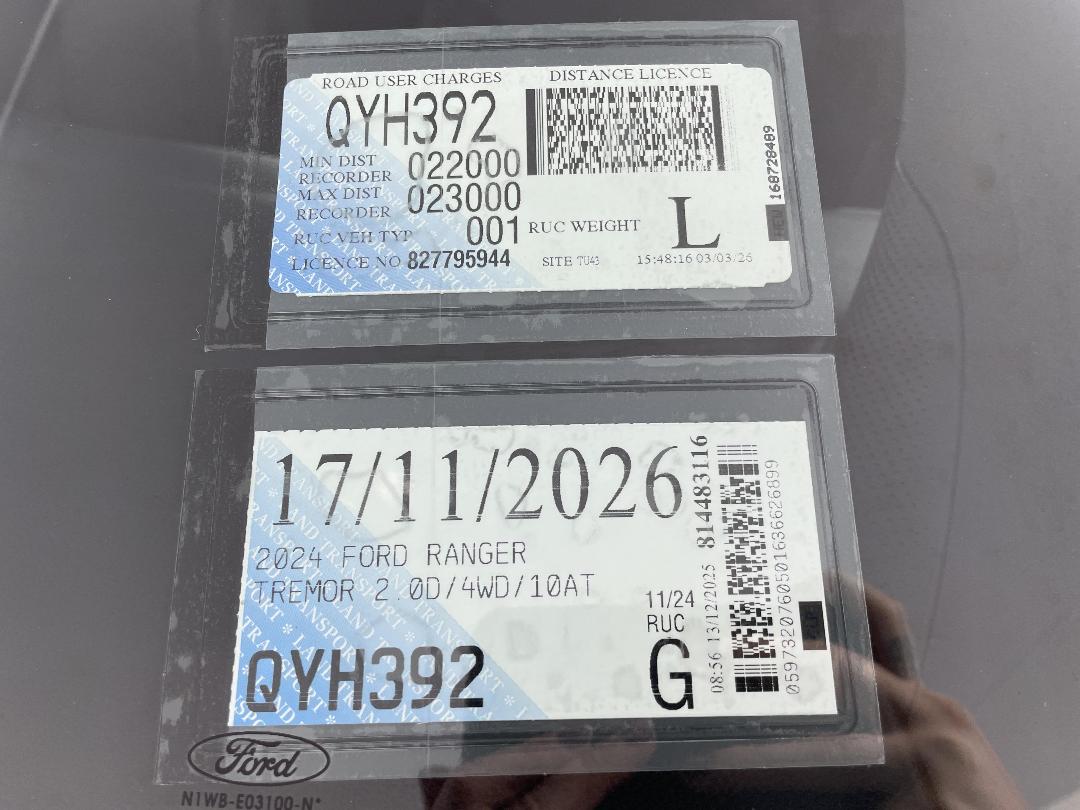 ROAD USER CHARGES DISTANCE LICENCE
QYH392
MIN DIST
RECORDER 022000
MAX DIST
RECORDER 023000
RUC VEH TYP 001
RUC WEIGHT L
LICENCE NO 827795944
SITE TU43 15:48:16 03/03/26
168728489
17/11/2026
2024 FORD RANGER
TREMOR 2.0D/4WD/10AT
11/24
RUC
G
QYH392
08:56 13/12/2025 814483116
0597320760501636626899
Ford
N1WB-E03100-N*